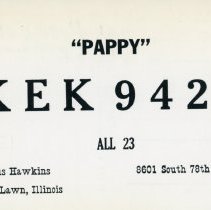 "PAPPY"
KEK 942
ALL 23
s Hawkins 8601 South 78th
Lawn, Illinois